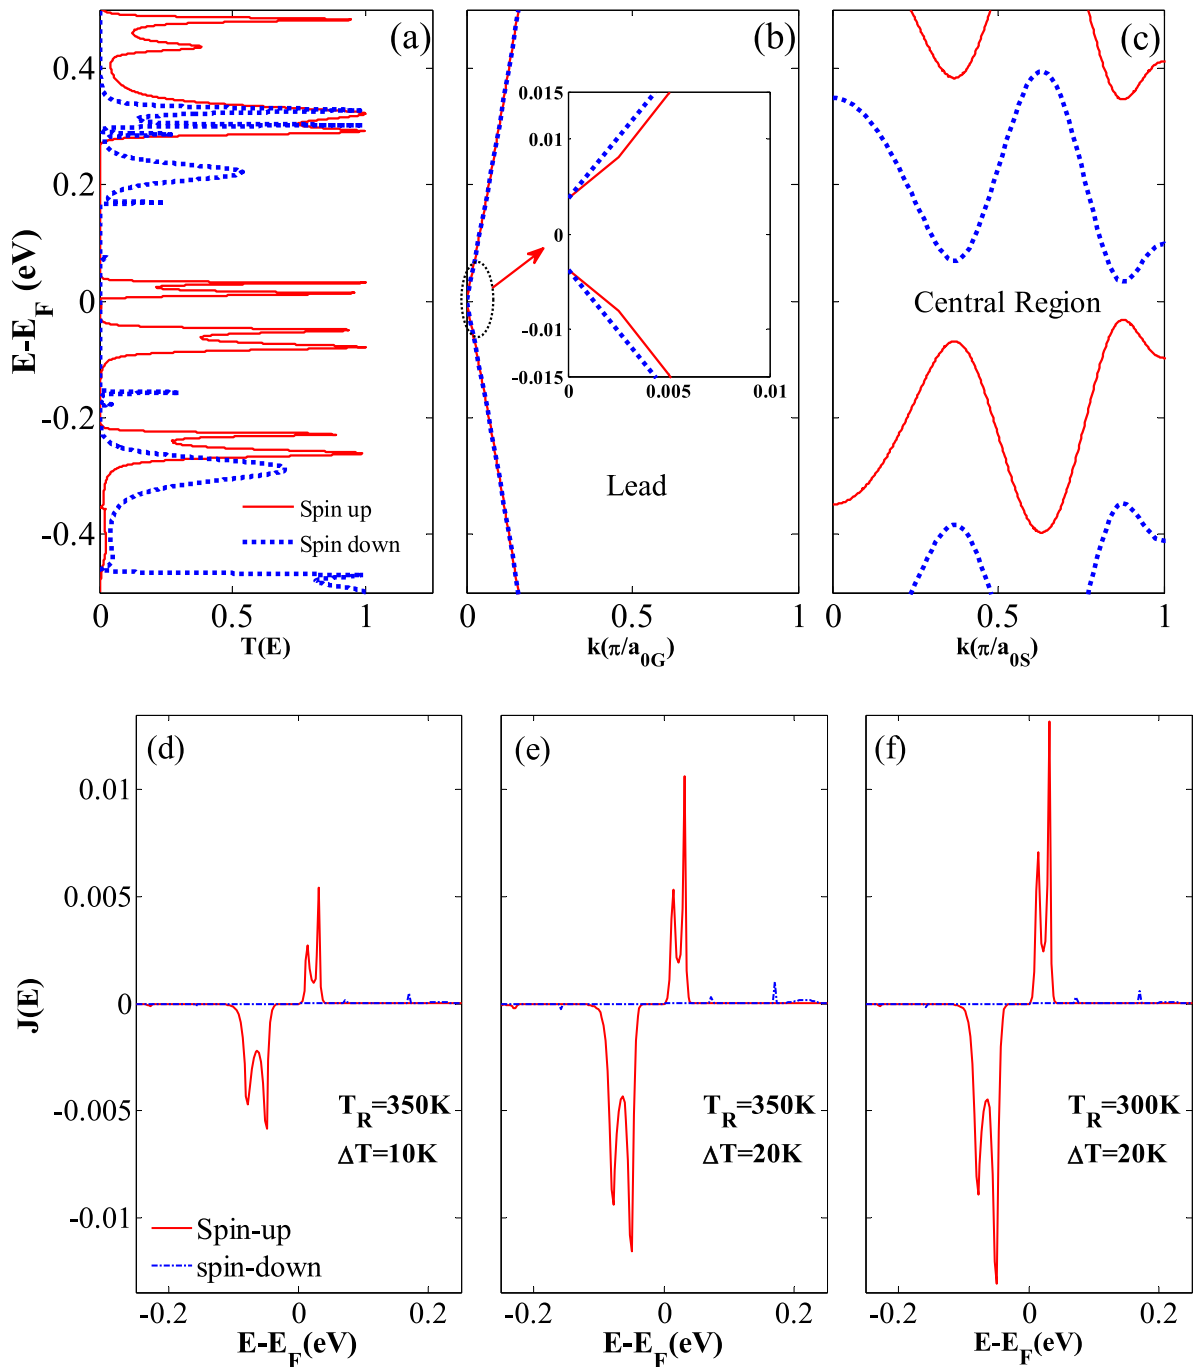 (a)
(b)
(c)
0.4
0.2
0
-0.2
-0.4
E-E_F (eV)
Spin up
Spin down
0
0.5
1
T(E)
0.015
0.01
0
-0.01
-0.015
0
0.005
0.01
Lead
0
0.5
1
k(π/a_0G)
Central Region
0
0.5
1
k(π/a_0S)
(d)
(e)
(f)
0.01
0.005
0
-0.005
-0.01
J(E)
T_R=350K
ΔT=10K
Spin-up
spin-down
T_R=350K
ΔT=20K
T_R=300K
ΔT=20K
-0.2
0
0.2
E-E_F(eV)
-0.2
0
0.2
E-E_F(eV)
-0.2
0
0.2
E-E_F(eV)